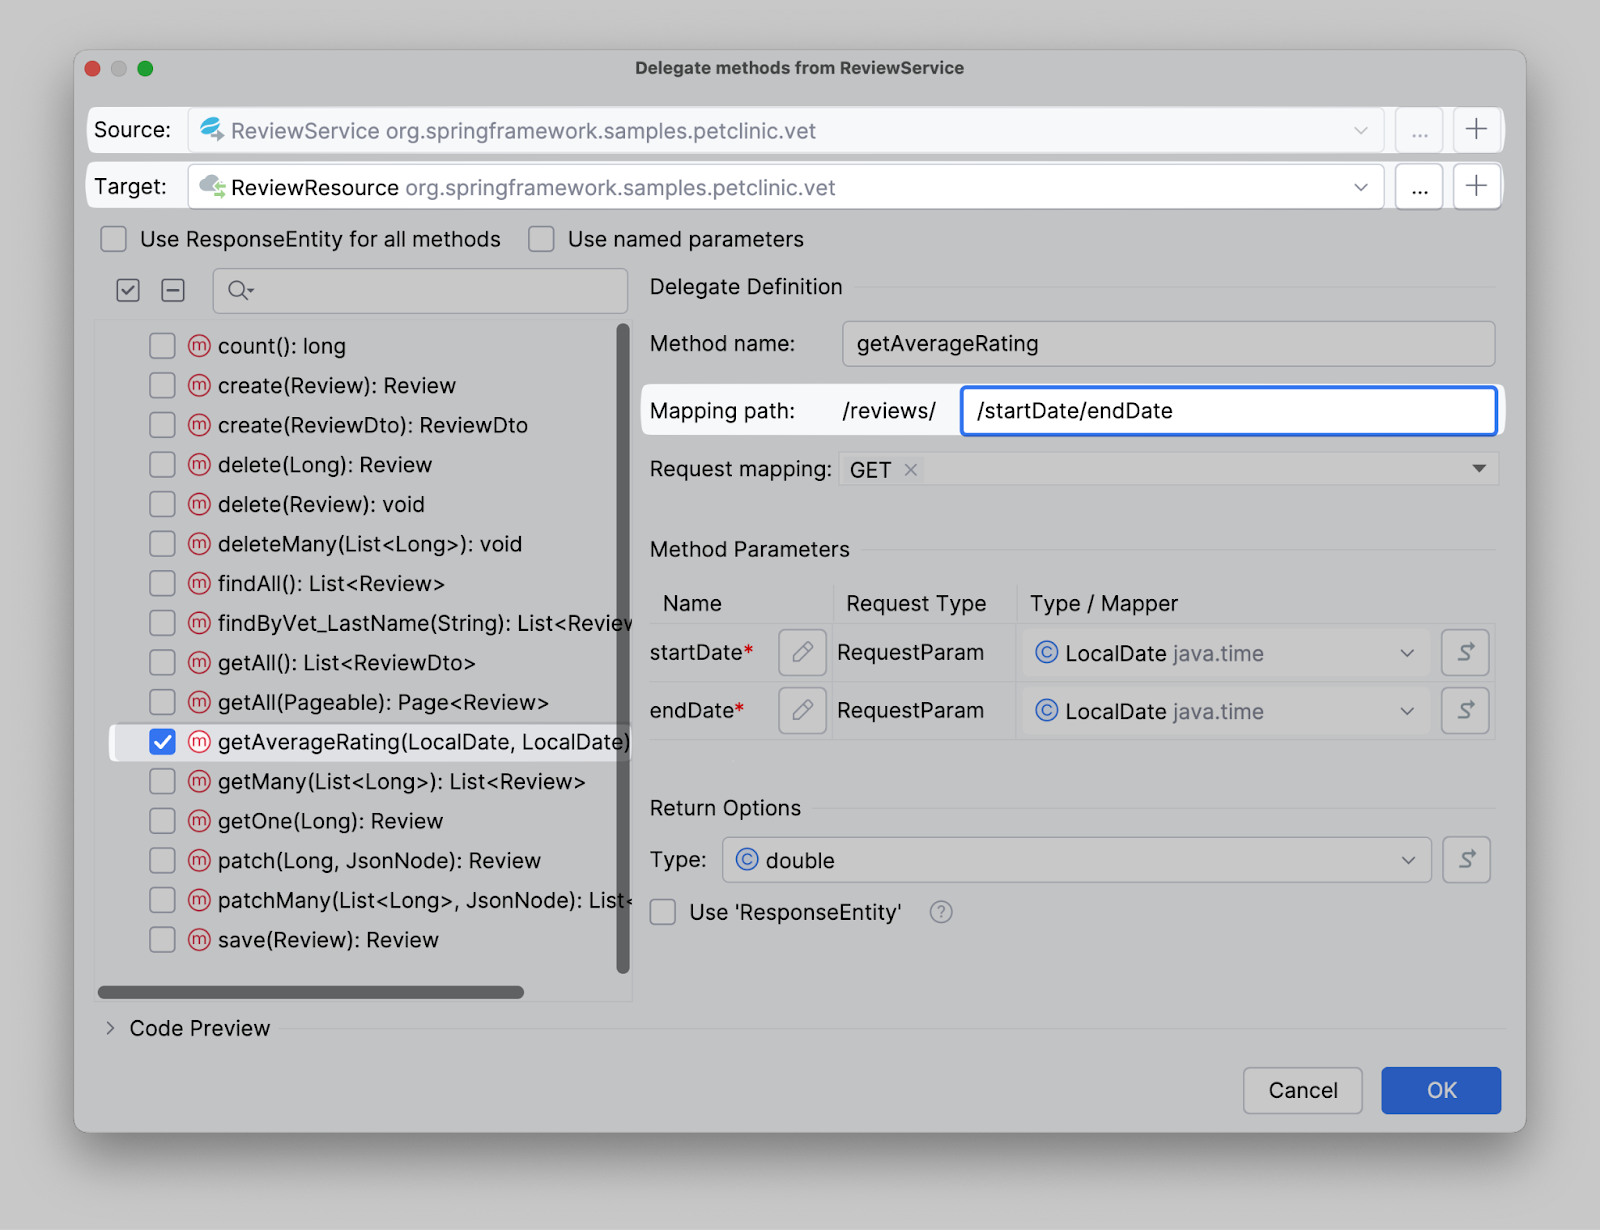 Delegate methods from ReviewService
Source: ReviewService org.springframework.samples.petclinic.vet ... +
Target: ReviewResource org.springframework.samples.petclinic.vet ... +
Use ResponseEntity for all methods Use named parameters
Delegate Definition
Method name: getAverageRating
Mapping path: /reviews/ /startDate/endDate
Request mapping: GET ×
Method Parameters
Name Request Type Type / Mapper
startDate* RequestParam LocalDate java.time
endDate* RequestParam LocalDate java.time
Return Options
Type: double
Use 'ResponseEntity' ?
count(): long
create(Review): Review
create(ReviewDto): ReviewDto
delete(Long): Review
delete(Review): void
deleteMany(List<Long>): void
findAll(): List<Review>
findByVet_LastName(String): List<Review
getAll(): List<ReviewDto>
getAll(Pageable): Page<Review>
getAverageRating(LocalDate, LocalDate)
getMany(List<Long>): List<Review>
getOne(Long): Review
patch(Long, JsonNode): Review
patchMany(List<Long>, JsonNode): List<
save(Review): Review
Code Preview
Cancel OK